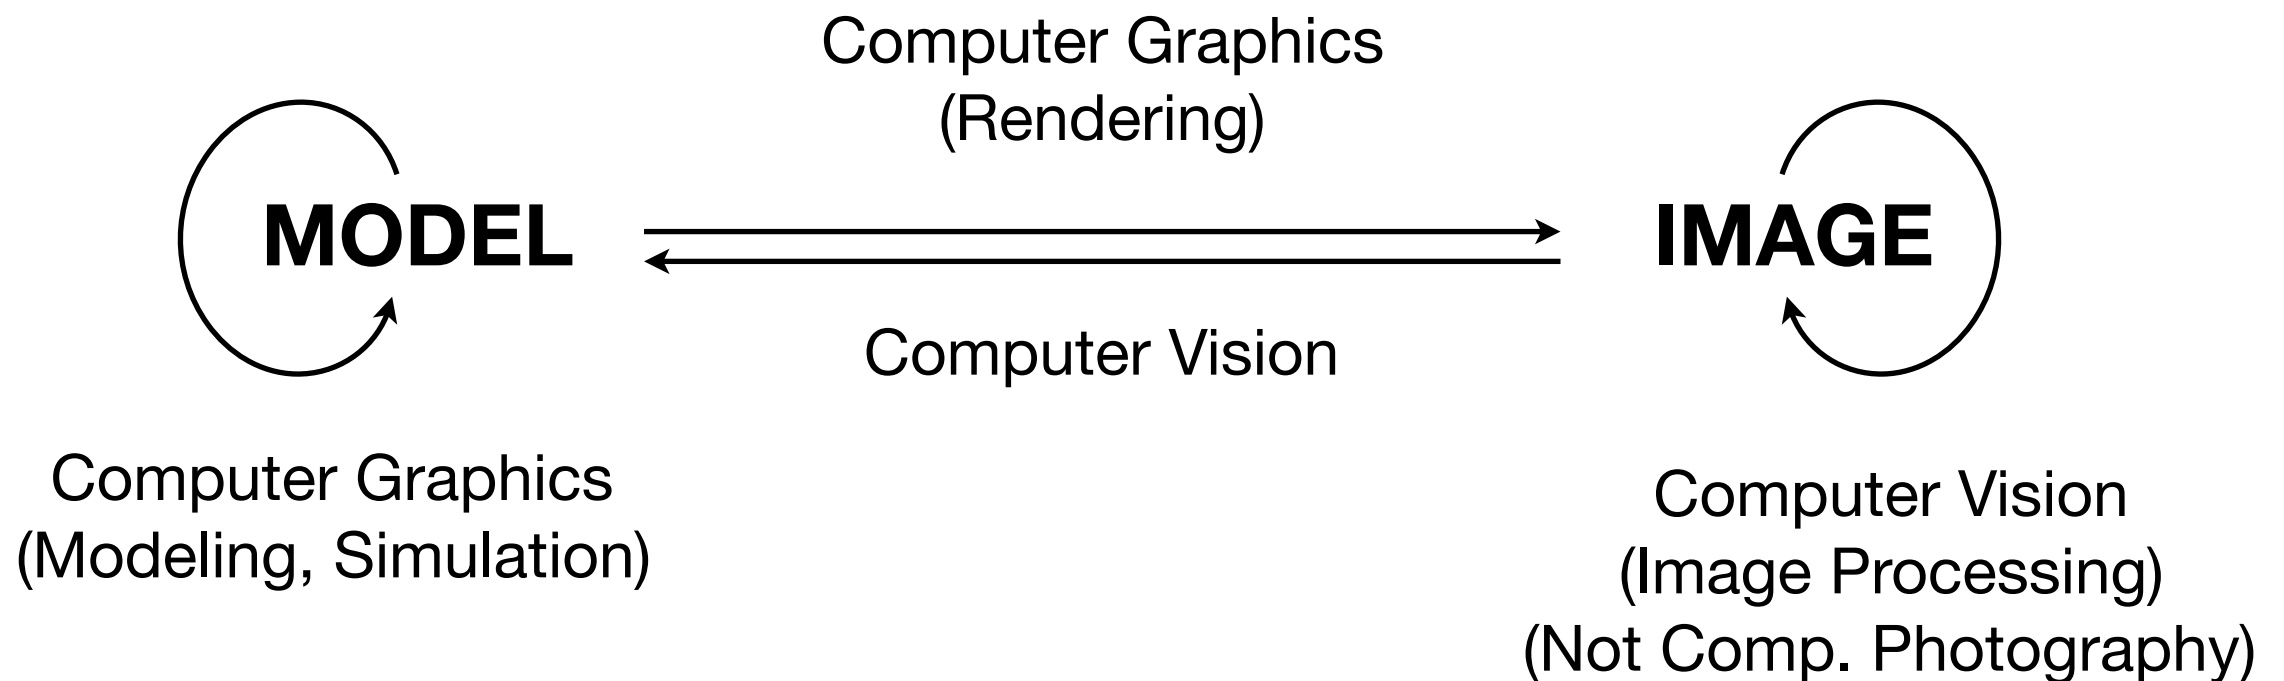 Computer Graphics
(Rendering)
MODEL
IMAGE
Computer Vision
Computer Graphics
(Modeling, Simulation)
Computer Vision
(Image Processing)
(Not Comp. Photography)